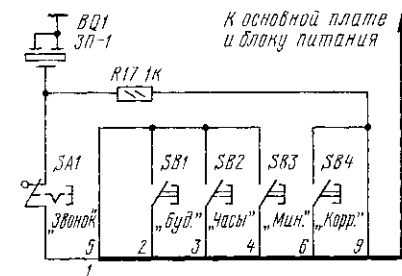 BQ1
ЗП-1
К основной плате
и блоку питания
R17 1К
SA1
SB1
SB2
SB3
SB4
„Звонок"
„Буд."
„Часы"
„Мин."
„Корр."
5
2
3
4
6
9
1